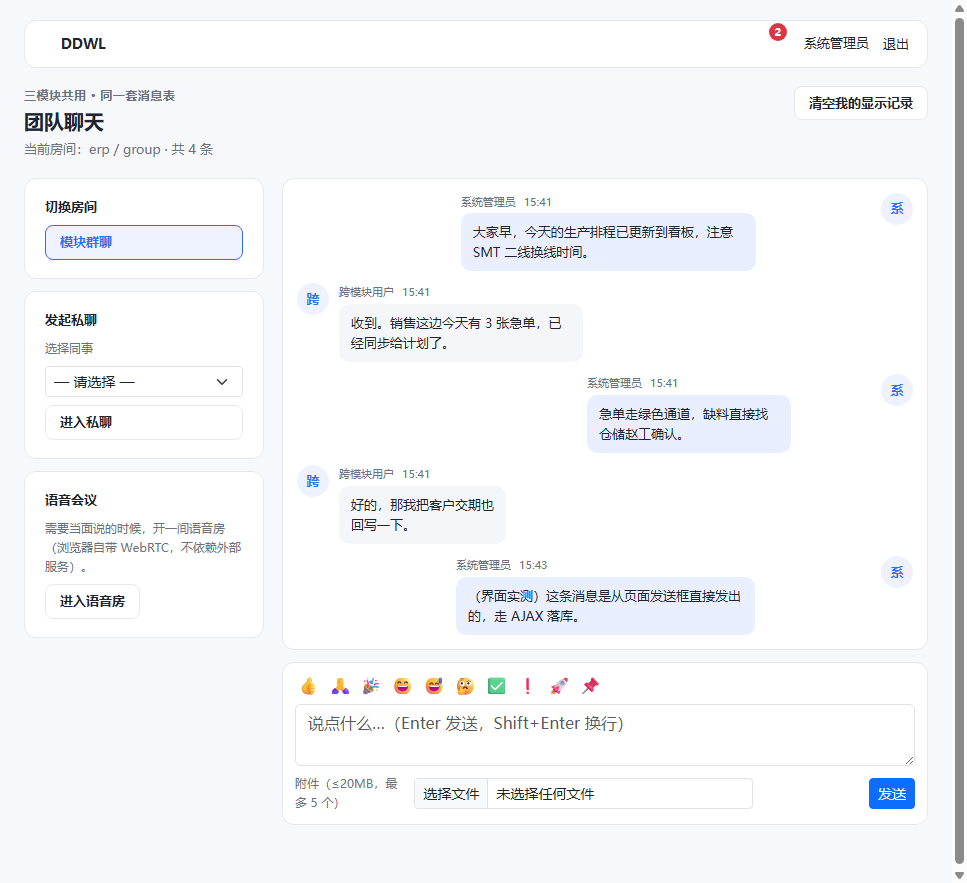 DDWL
2
系统管理员 退出
三模块共用 • 同一套消息表
团队聊天
当前房间：erp / group · 共 4 条
清空我的显示记录
切换房间
模块群聊
发起私聊
选择同事
— 请选择 —
进入私聊
语音会议
需要当面说的时候，开一间语音房
（浏览器自带 WebRTC，不依赖外部
服务）。
进入语音房
系统管理员 15:41
系
大家早，今天的生产排程已更新到看板，注意
SMT 二线换线时间。
跨
跨模块用户 15:41
收到。销售这边今天有 3 张急单，已
经同步给计划了。
系统管理员 15:41
系
急单走绿色通道，缺料直接找
仓储赵工确认。
跨
跨模块用户 15:41
好的，那我把客户交期也
回写一下。
系统管理员 15:43
系
（界面实测）这条消息是从页面发送框直接发出
的，走 AJAX 落库。
说点什么...（Enter 发送，Shift+Enter 换行）
附件（≤20MB，最
多 5 个）
选择文件 未选择任何文件
发送